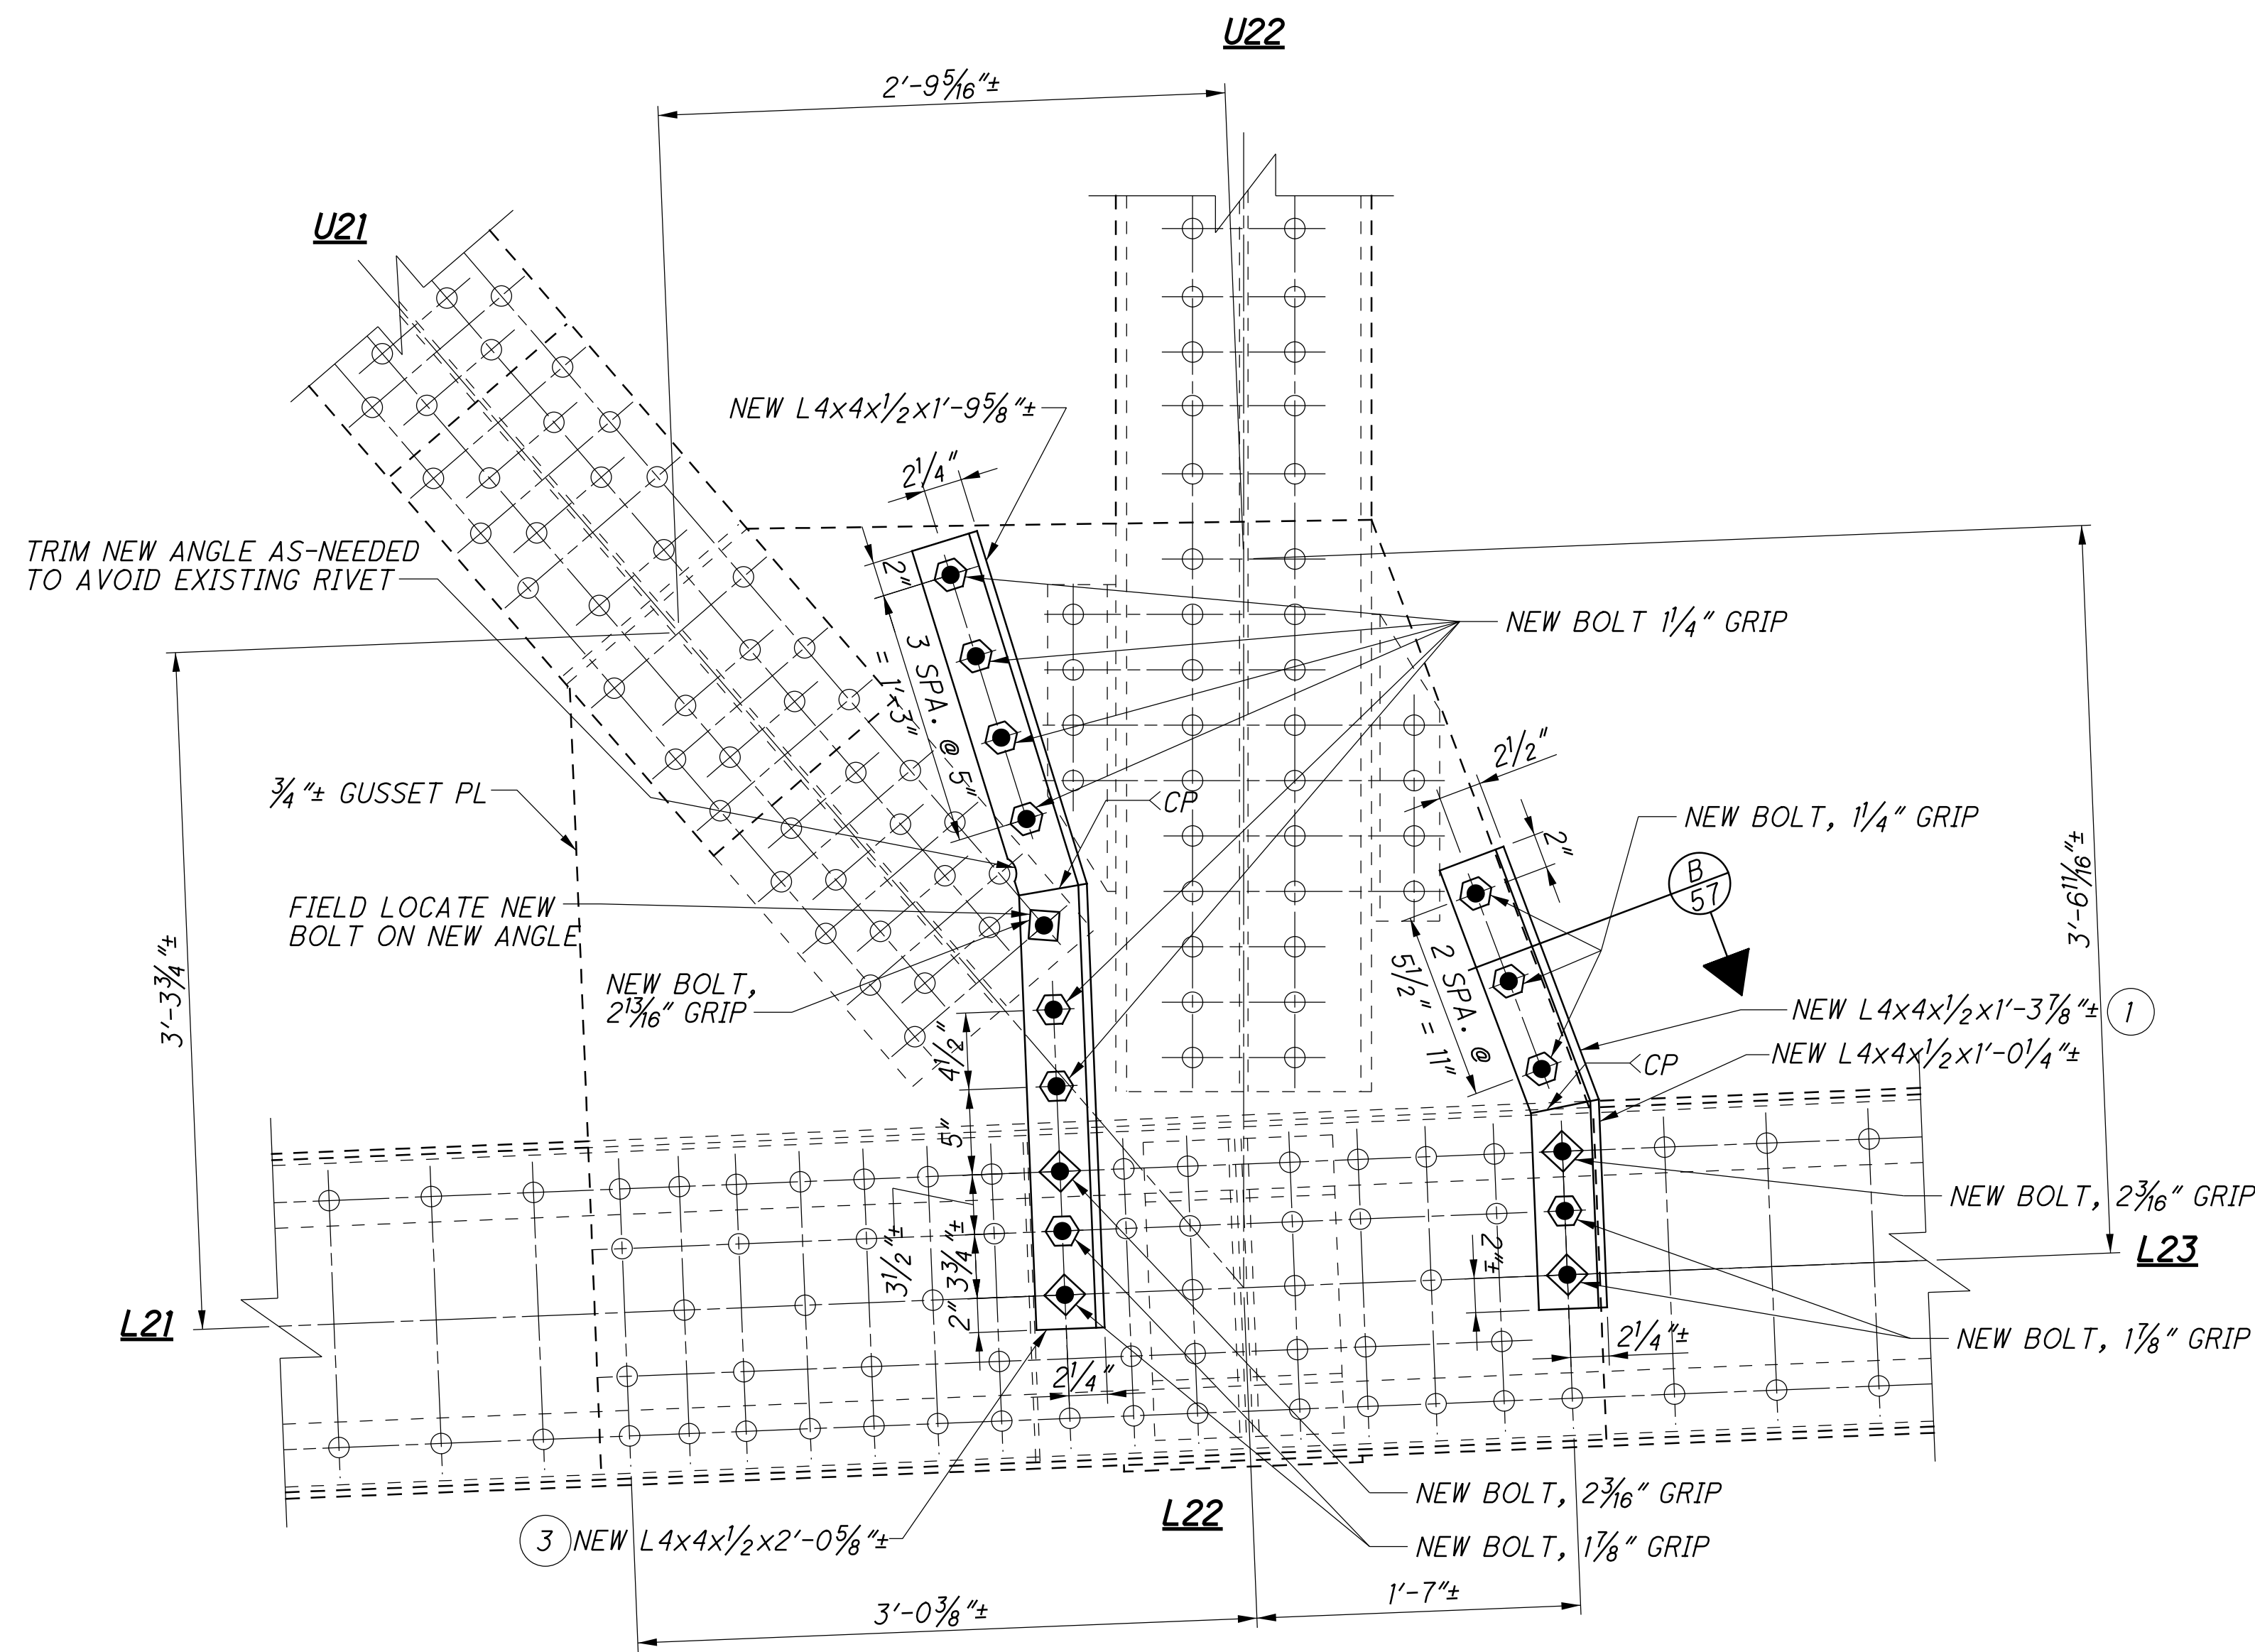 U22
2′-9 5/16″±
U21
NEW L4x4x1/2x1′-9 5/8″±
2 1/4″
TRIM NEW ANGLE AS-NEEDED
TO AVOID EXISTING RIVET
2″
3 SPA. @ 5″
= 1′-3″
NEW BOLT 1 1/4″ GRIP
2 1/2″
2″
3/4″± GUSSET PL
CP
NEW BOLT, 1 1/4″ GRIP
B
57
3′-6 11/16″±
FIELD LOCATE NEW
BOLT ON NEW ANGLE
3′-3 3/4″±
NEW BOLT,
2 13/16″ GRIP
2 SPA. @
5 1/2″ = 11″
NEW L4x4x1/2x1′-3 7/8″± 1
NEW L4x4x1/2x1′-0 1/4″±
CP
4 1/2″
5″
3 1/2″±
3 3/4″±
2″
2″±
NEW BOLT, 2 3/16″ GRIP
L23
L21
NEW BOLT, 1 7/8″ GRIP
2 1/4″±
2 1/4″
NEW BOLT, 2 3/16″ GRIP
L22
3 NEW L4x4x1/2x2′-0 5/8″±
NEW BOLT, 1 7/8″ GRIP
3′-0 3/8″±
1′-7″±